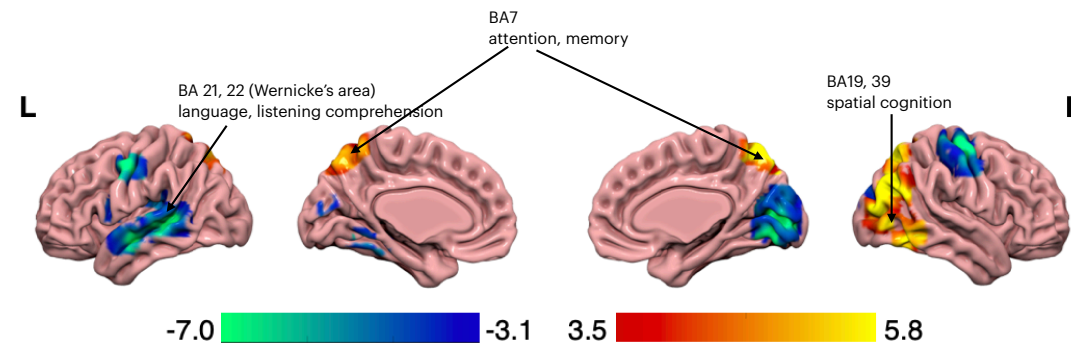 BA7
attention, memory
BA 21, 22 (Wernicke's area)
language, listening comprehension
BA19, 39
spatial cognition
L
-7.0
-3.1
3.5
5.8